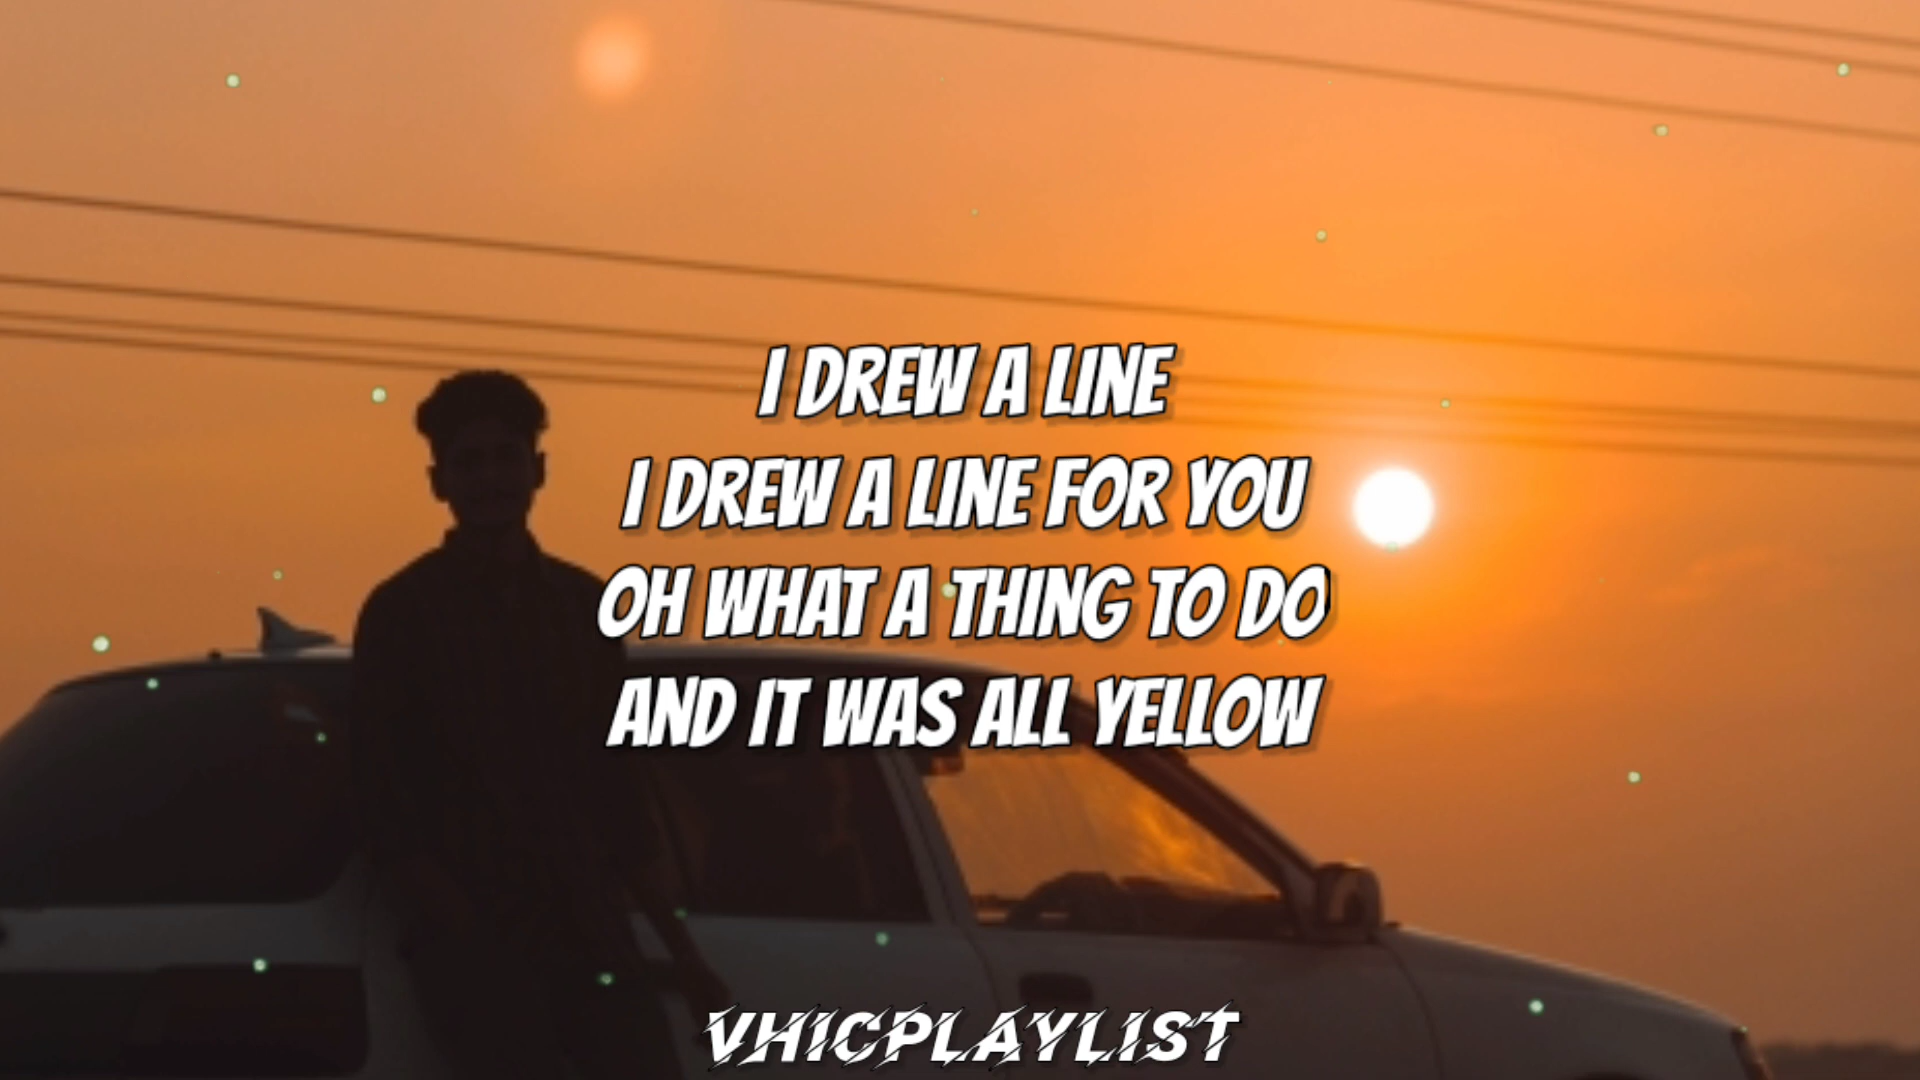 I DREW A LINE
I DREW A LINE FOR YOU
OH WHAT A THING TO DO
AND IT WAS ALL YELLOW
VHICPLAYLIST